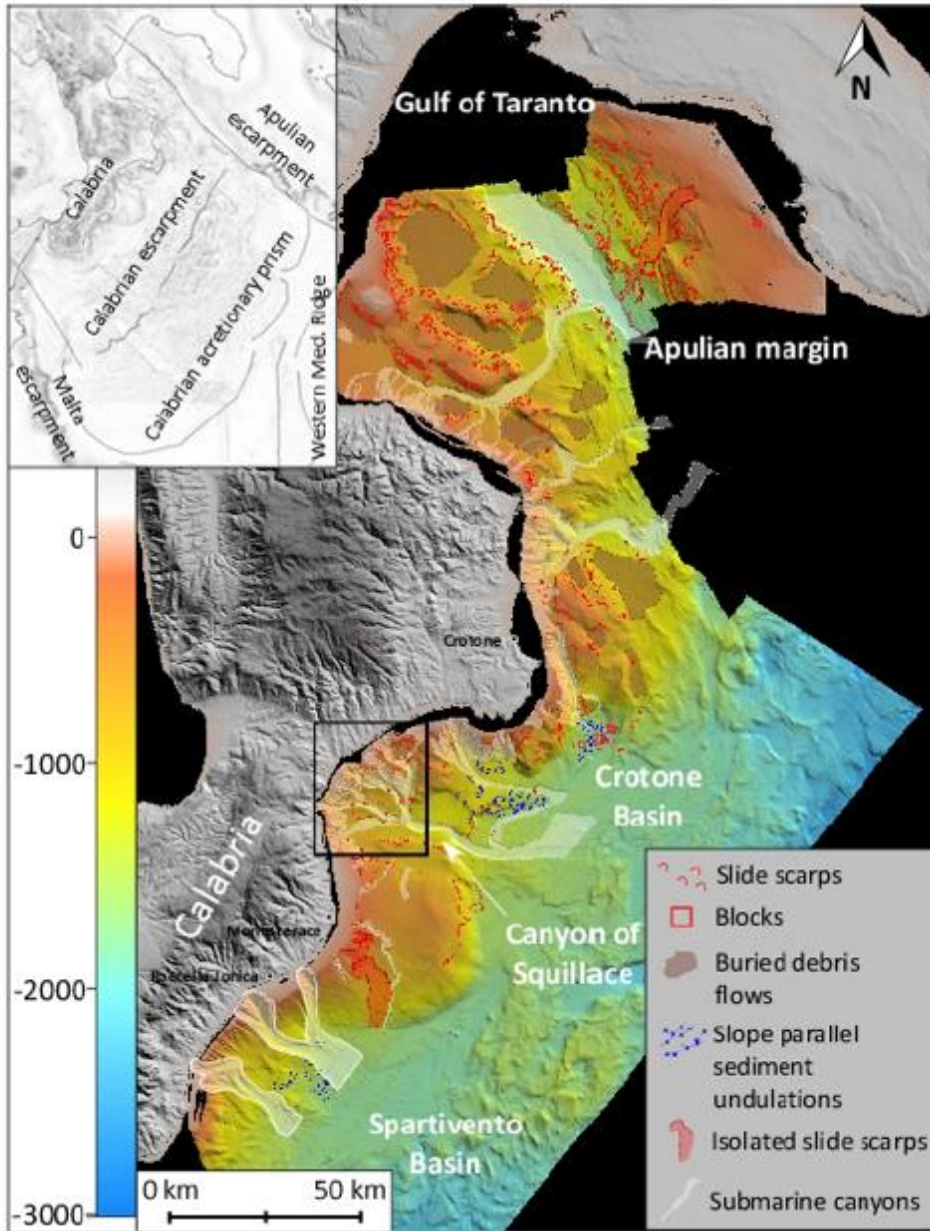 Apulian
escarpment
Calabria
Calabrian escarpment
Calabrian acretionary prism
Western Med. Ridge
Malta
escarpment
N
Gulf of Taranto
Apulian margin
0
-1000
-2000
-3000
Crotone
Crotone
Basin
Calabria
Canyon of
Squillace
Spartivento
Basin
Slide scarps
Blocks
Buried debris
flows
Slope parallel
sediment
undulations
Isolated slide scarps
Submarine canyons
0 km
50 km